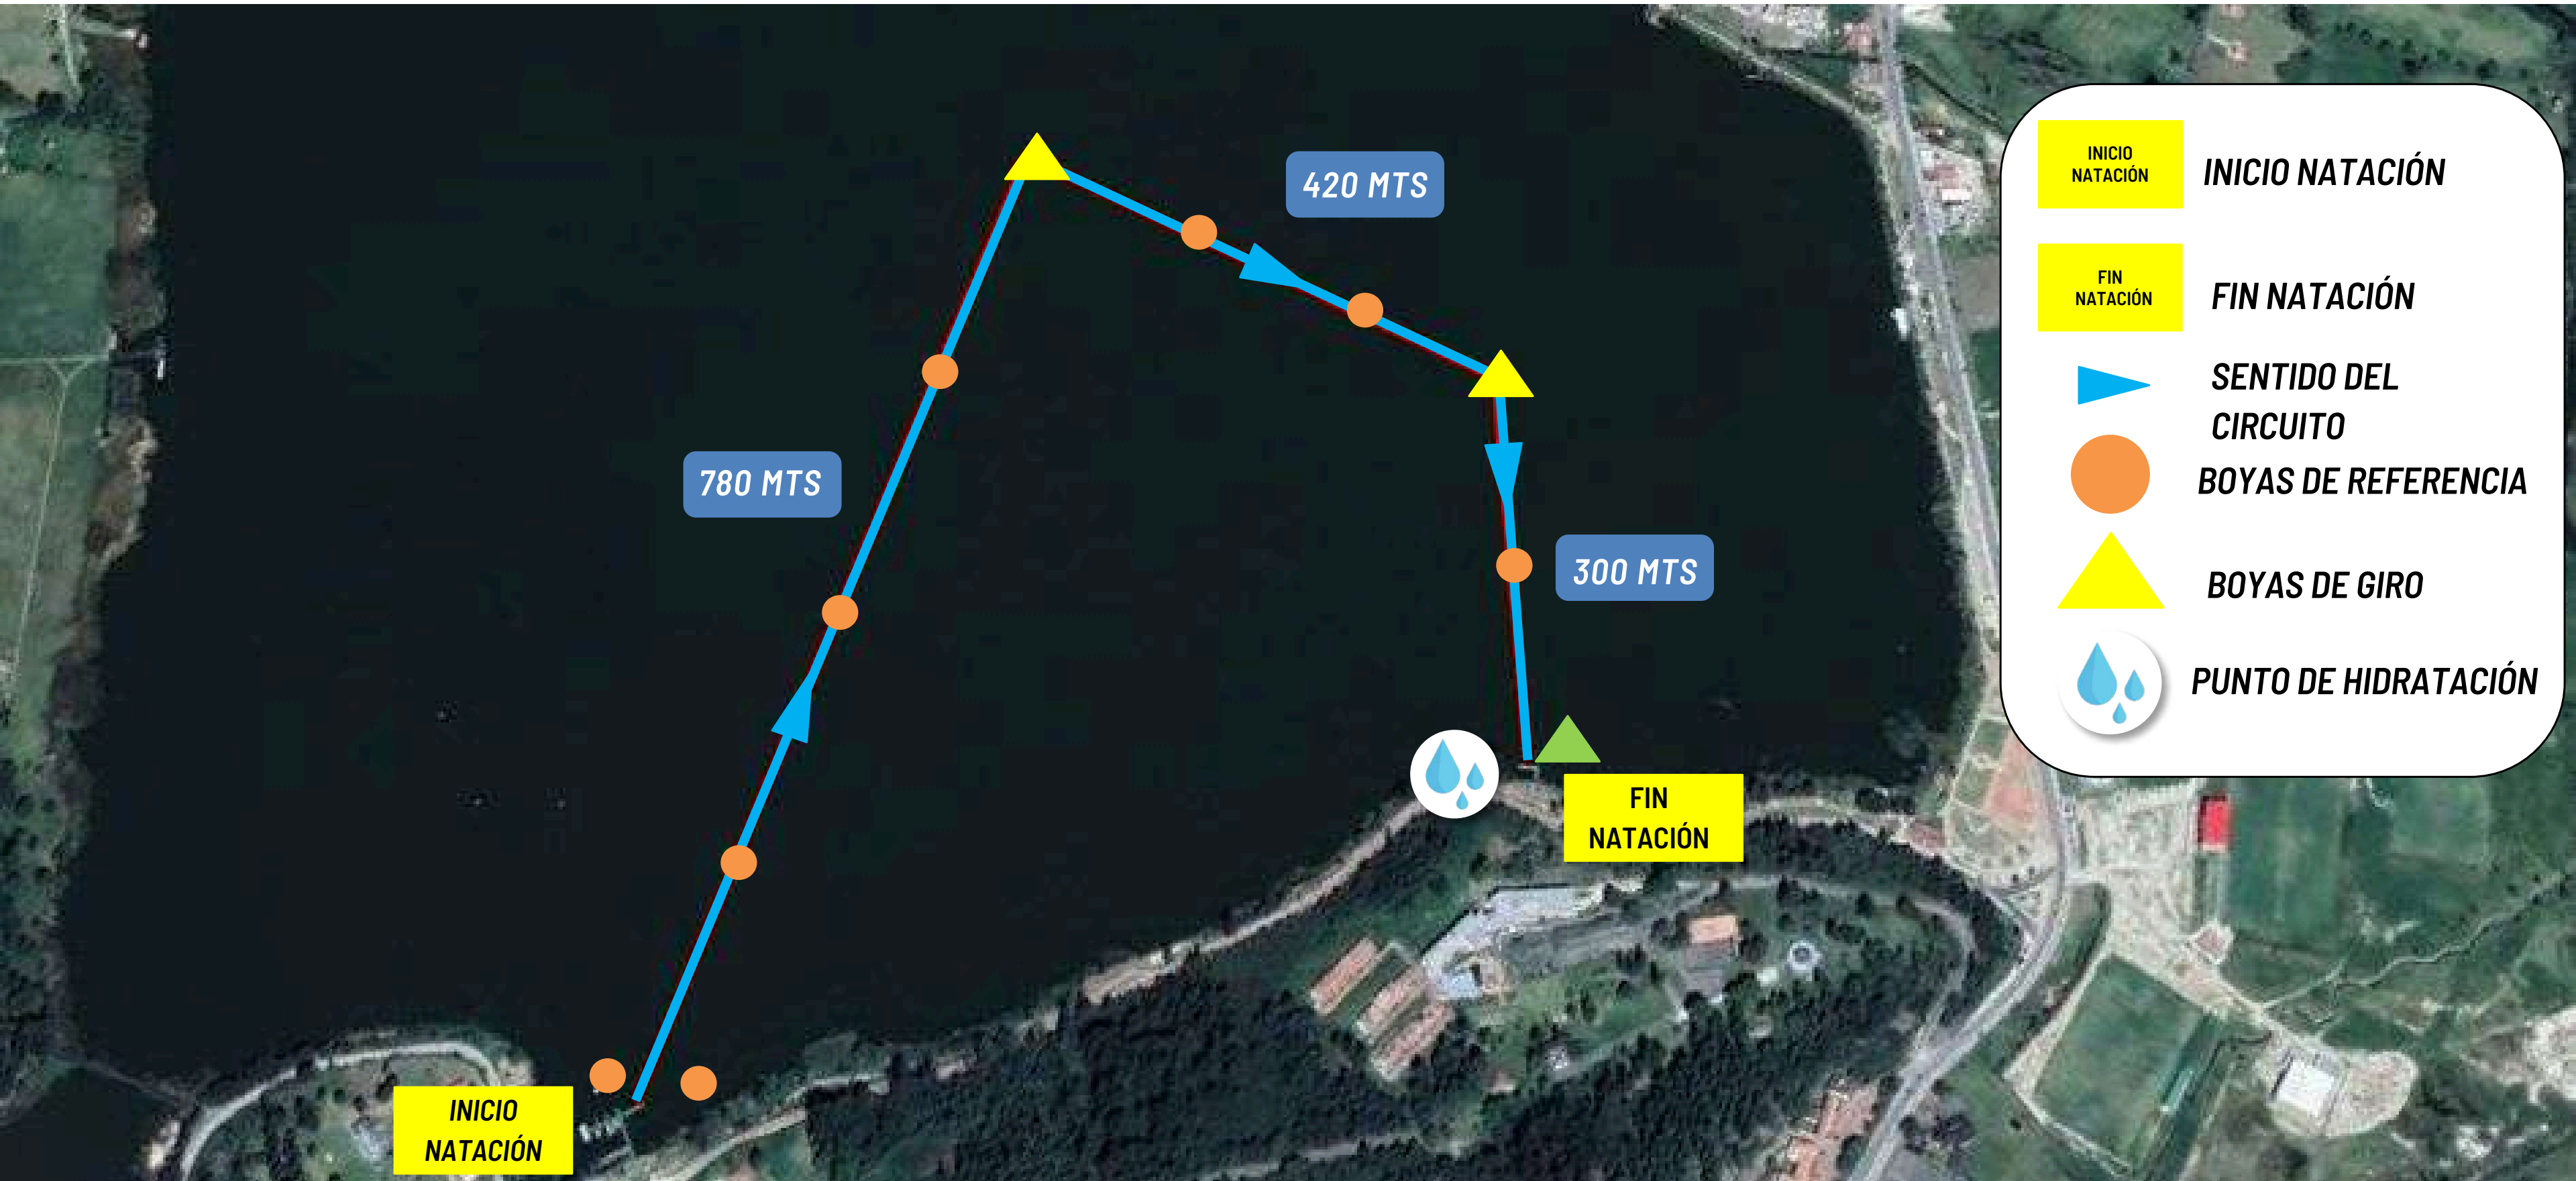 420 MTS
780 MTS
300 MTS
FIN
NATACIÓN
INICIO
NATACIÓN
INICIO
NATACIÓN
INICIO NATACIÓN
FIN
NATACIÓN
FIN NATACIÓN
SENTIDO DEL
CIRCUITO
BOYAS DE REFERENCIA
BOYAS DE GIRO
PUNTO DE HIDRATACIÓN